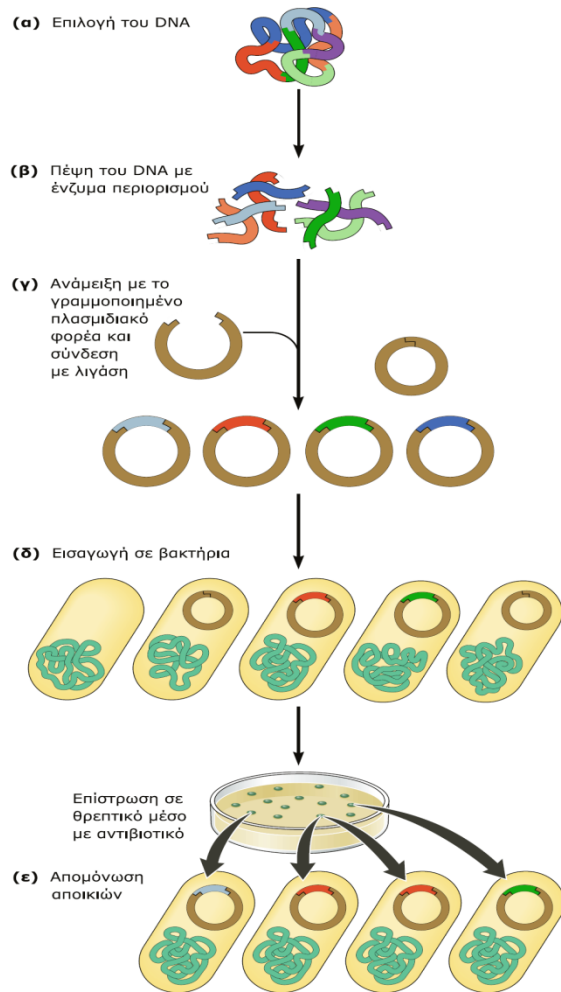 (α) Επιλογή του DNA
(β) Πέψη του DNA με
ένζυμα περιορισμού
(γ) Ανάμειξη με το
γραμμοποιημένο
πλασμιδιακό
φορέα και
σύνδεση
με λιγάση
(δ) Εισαγωγή σε βακτήρια
Επίστρωση σε
θρεπτικό μέσο
με αντιβιοτικό
(ε) Απομόνωση
αποικιών